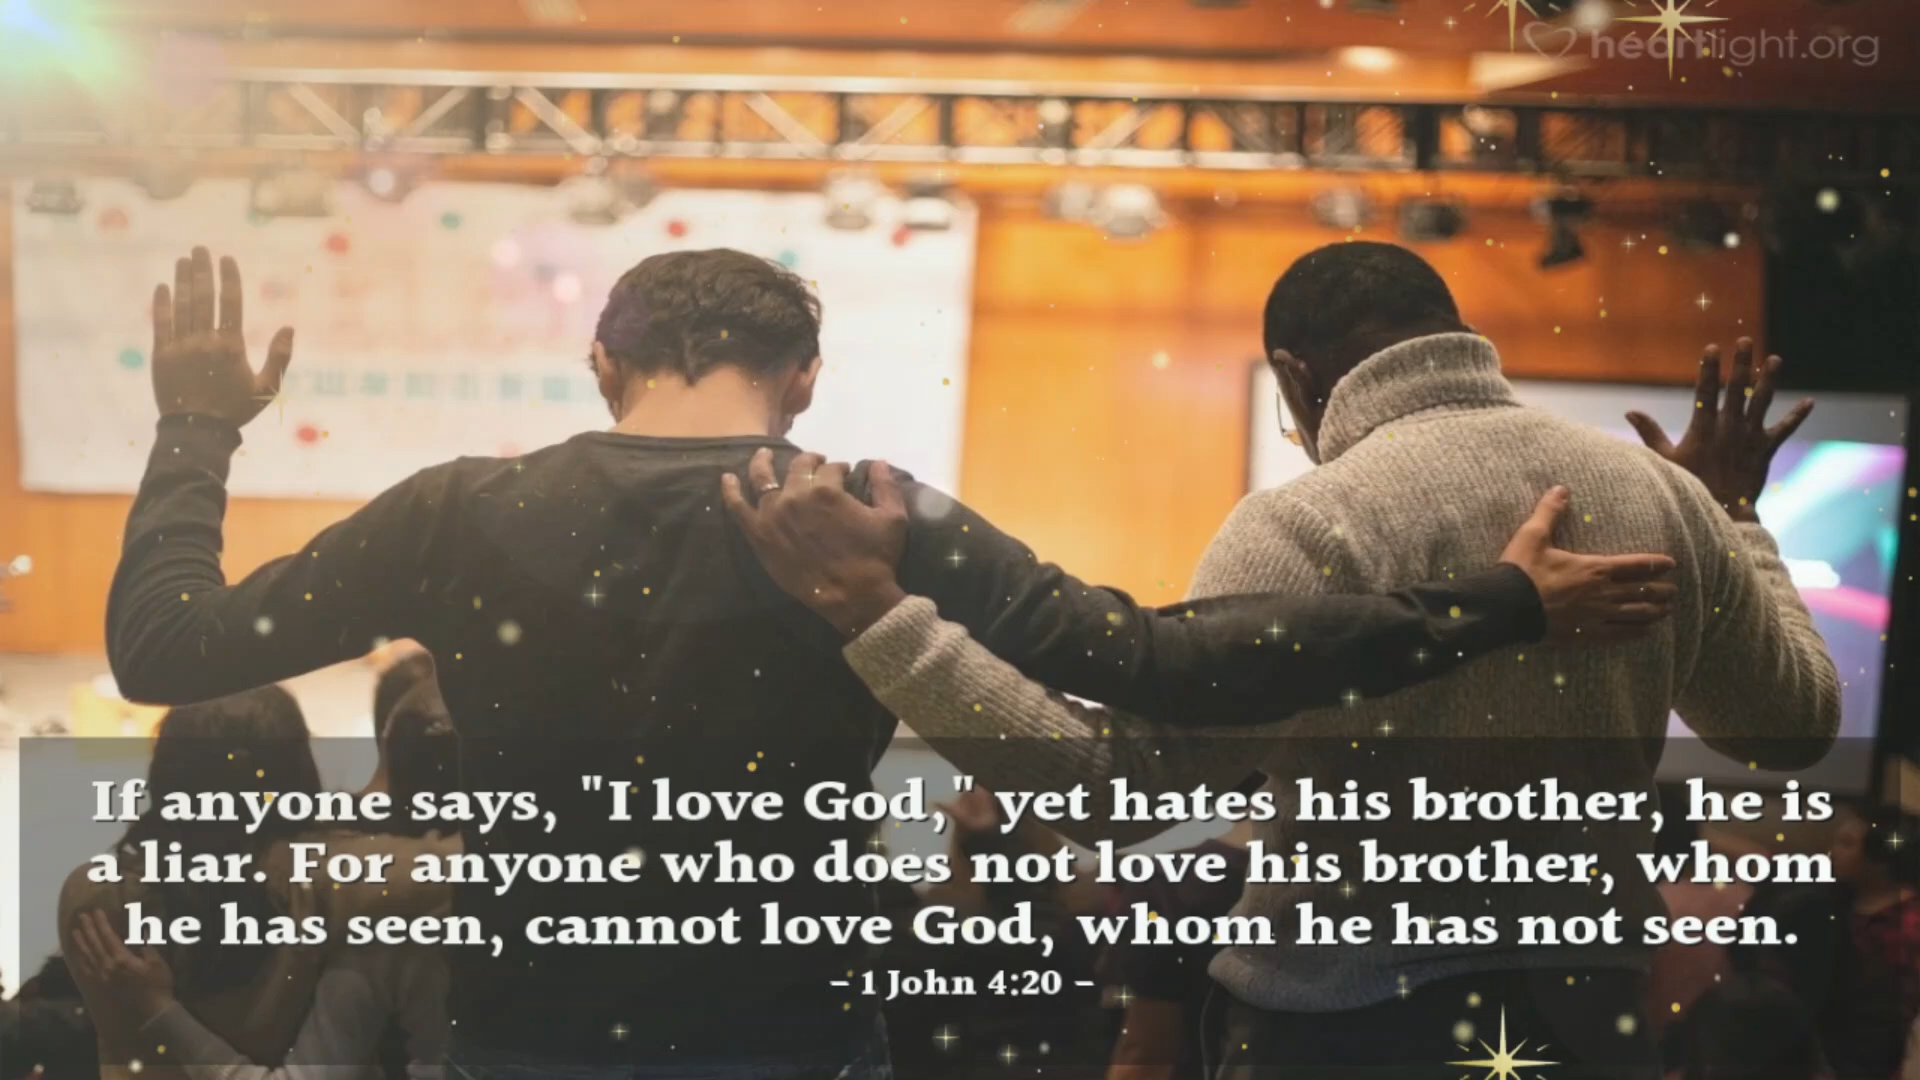 heartlight.org
If anyone says, "I love God," yet hates his brother, he is
a liar. For anyone who does not love his brother, whom
he has seen, cannot love God, whom he has not seen.
– 1 John 4:20 –